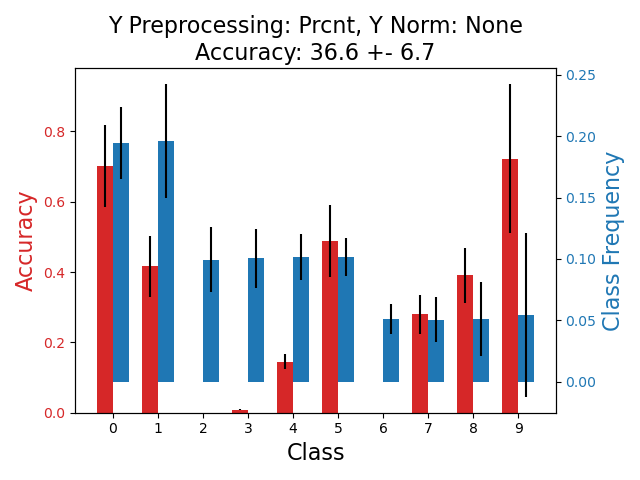 Y Preprocessing: Prcnt, Y Norm: None
Accuracy: 36.6 +- 6.7
Accuracy
0.8
0.6
0.4
0.2
0.0
0.25
0.20
0.15
0.10
0.05
0.00
Class Frequency
0 1 2 3 4 5 6 7 8 9
Class